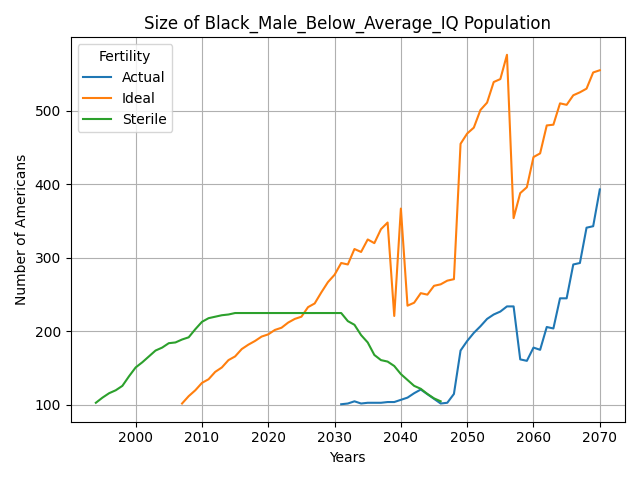 Size of Black_Male_Below_Average_IQ Population
Fertility
Actual
Ideal
Sterile
Number of Americans
500
400
300
200
100
2000 2010 2020 2030 2040 2050 2060 2070
Years